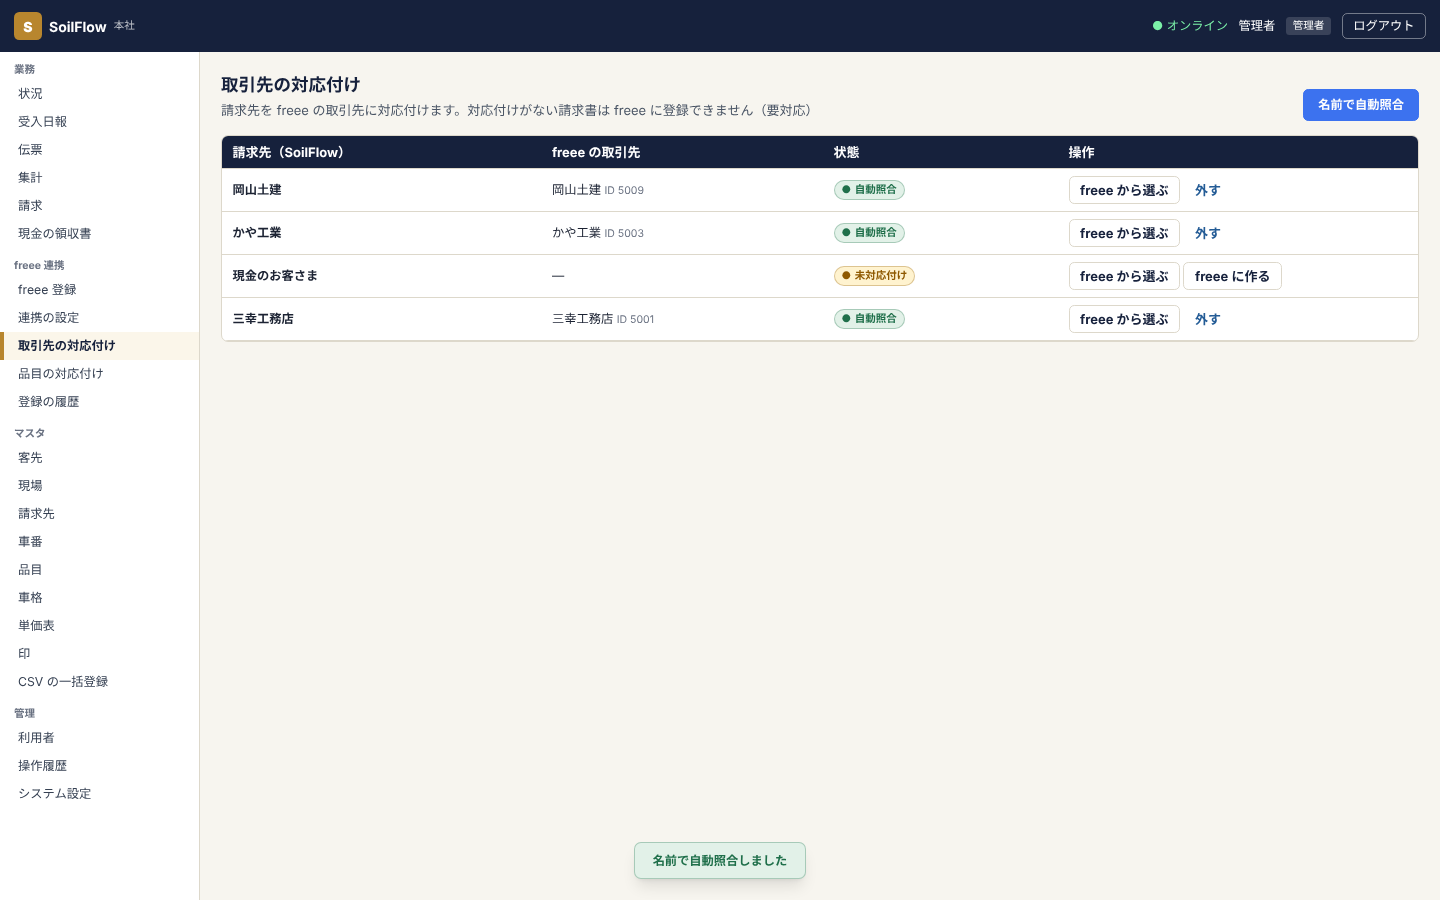 S SoilFlow 本社
オンライン 管理者 管理者 ログアウト
業務
状況
受入日報
伝票
集計
請求
現金の領収書
freee 連携
freee 登録
連携の設定
取引先の対応付け
品目の対応付け
登録の履歴
マスタ
客先
現場
請求先
車番
品目
車格
単価表
印
CSV の一括登録
管理
利用者
操作履歴
システム設定
取引先の対応付け
請求先を freee の取引先に対応付けます。対応付けがない請求書は freee に登録できません（要対応）
名前で自動照合
請求先（SoilFlow） freee の取引先 状態 操作
岡山土建 岡山土建 ID 5009 自動照合 freee から選ぶ 外す
かや工業 かや工業 ID 5003 自動照合 freee から選ぶ 外す
現金のお客さま — 未対応付け freee から選ぶ freee に作る
三幸工務店 三幸工務店 ID 5001 自動照合 freee から選ぶ 外す
名前で自動照合しました